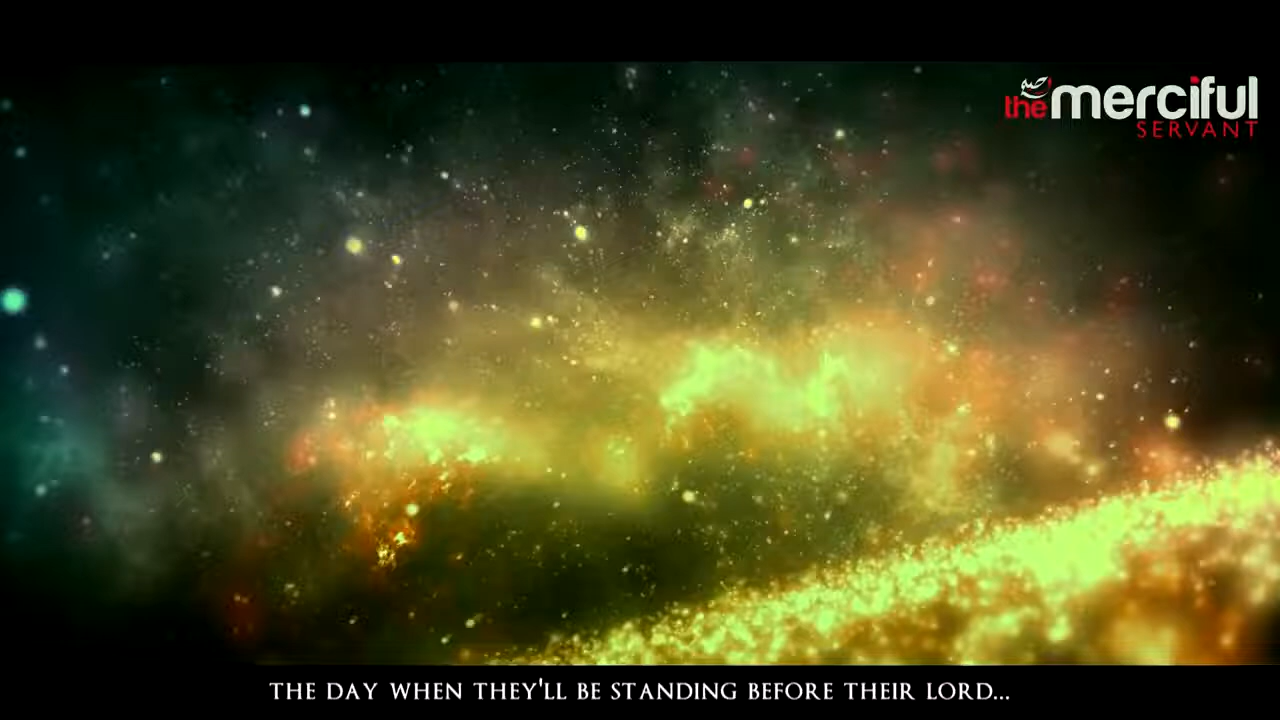 the merciful
SERVANT
THE DAY WHEN THEY'LL BE STANDING BEFORE THEIR LORD...